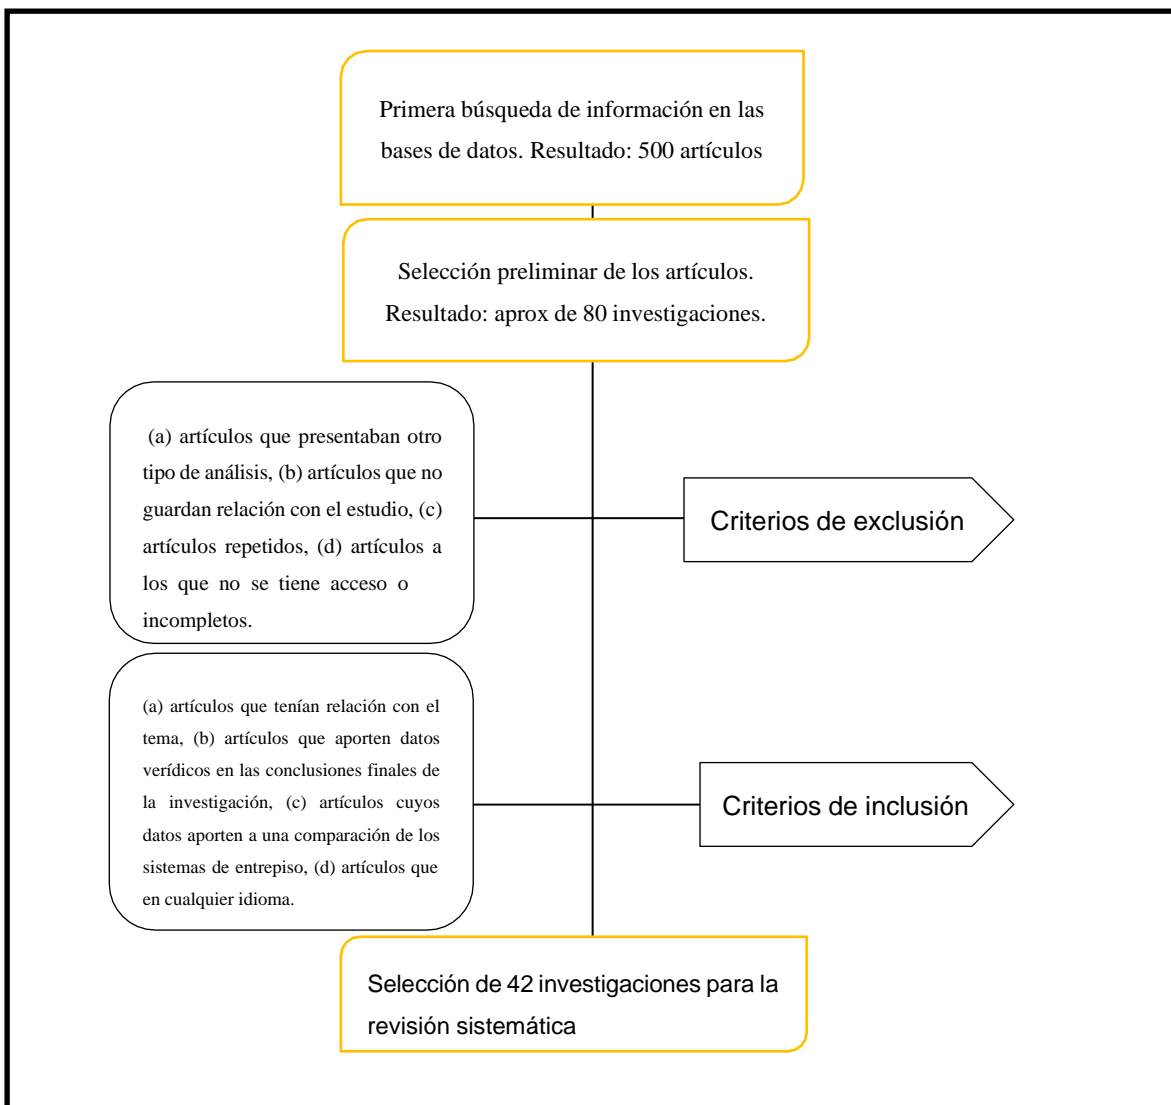 Primera búsqueda de información en las
bases de datos. Resultado: 500 artículos
Selección preliminar de los artículos.
Resultado: aprox de 80 investigaciones.
(a) artículos que presentaban otro
tipo de análisis, (b) artículos que no
guardan relación con el estudio, (c)
artículos repetidos, (d) artículos a
los que no se tiene acceso o
incompletos.
Criterios de exclusión
(a) artículos que tenían relación con el
tema, (b) artículos que aporten datos
verídicos en las conclusiones finales de
la investigación, (c) artículos cuyos
datos aporten a una comparación de los
sistemas de entrepiso, (d) artículos que
en cualquier idioma.
Criterios de inclusión
Selección de 42 investigaciones para la
revisión sistemática